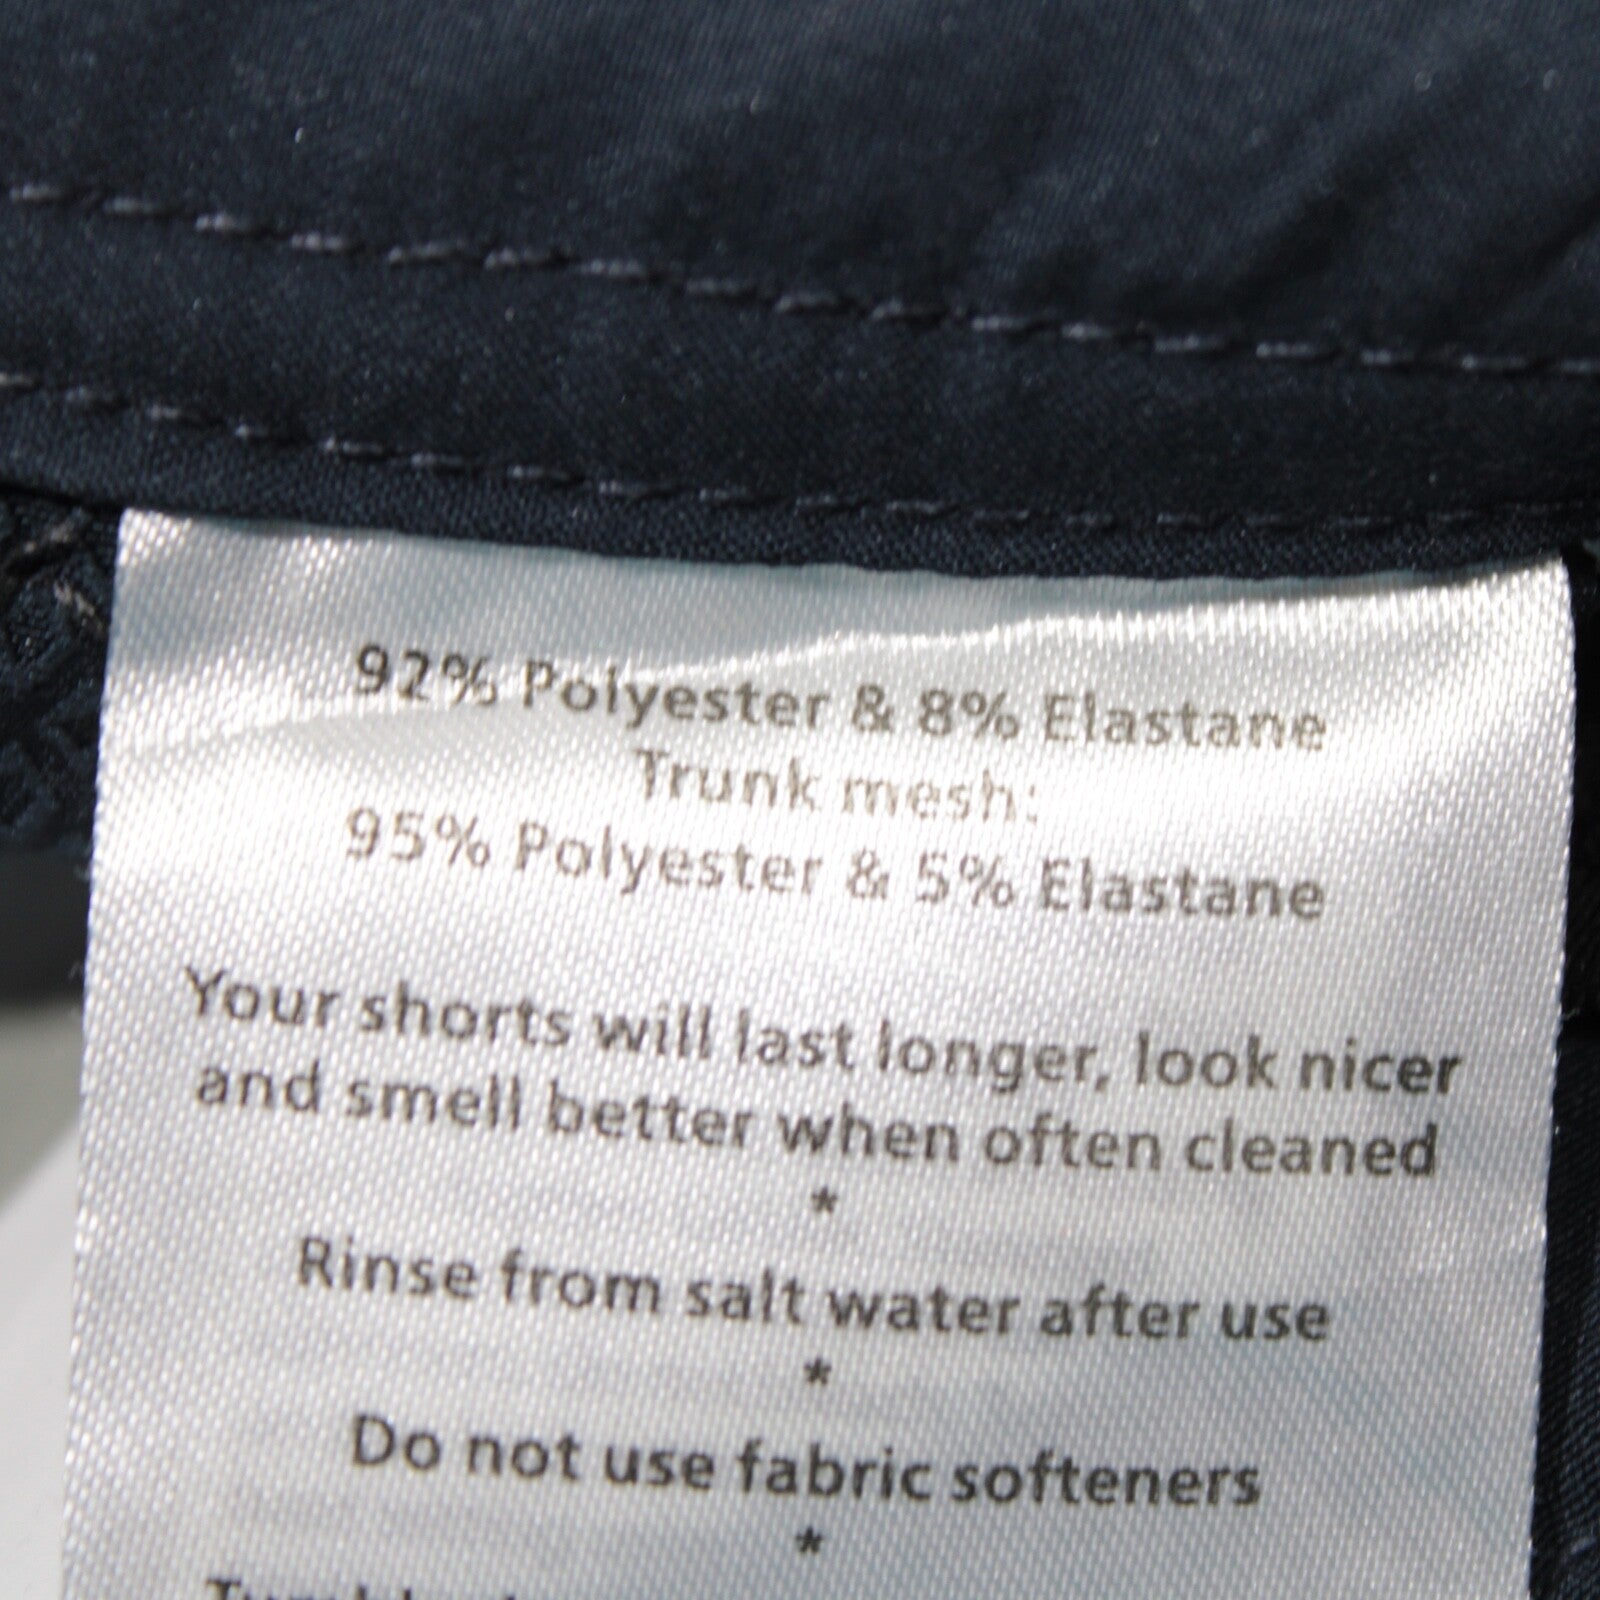 92% Polyester & 8% Elastane
Trunk mesh:
95% Polyester & 5% Elastane
Your shorts will last longer, look nicer
and smell better when often cleaned
*
Rinse from salt water after use
*
Do not use fabric softeners
*